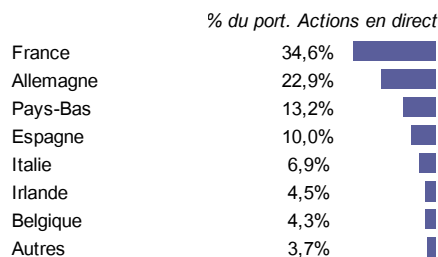 % du port. Actions en direct
France 34,6%
Allemagne 22,9%
Pays-Bas 13,2%
Espagne 10,0%
Italie 6,9%
Irlande 4,5%
Belgique 4,3%
Autres 3,7%